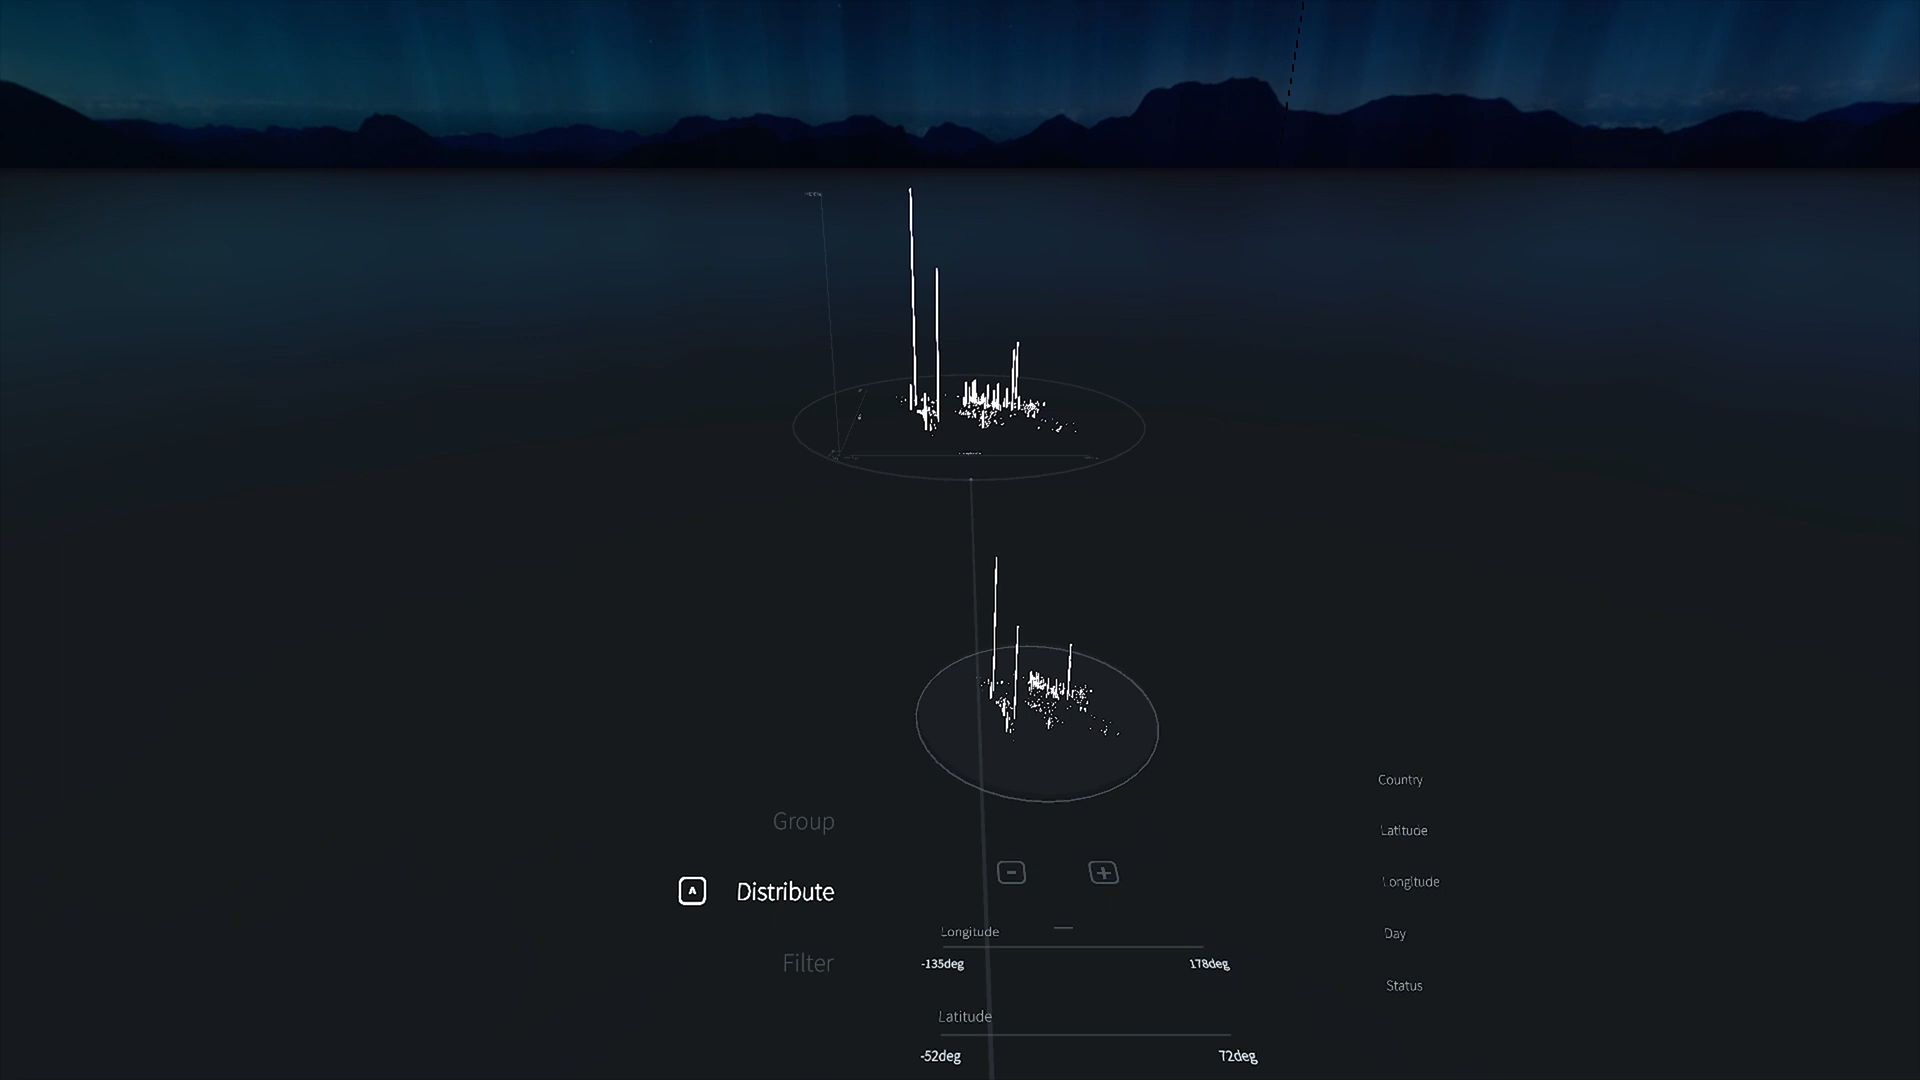 Group
A Distribute
Filter
- +
Longitude
-135deg 178deg
Latitude
-52deg 72deg
Country
Latitude
Longitude
Day
Status